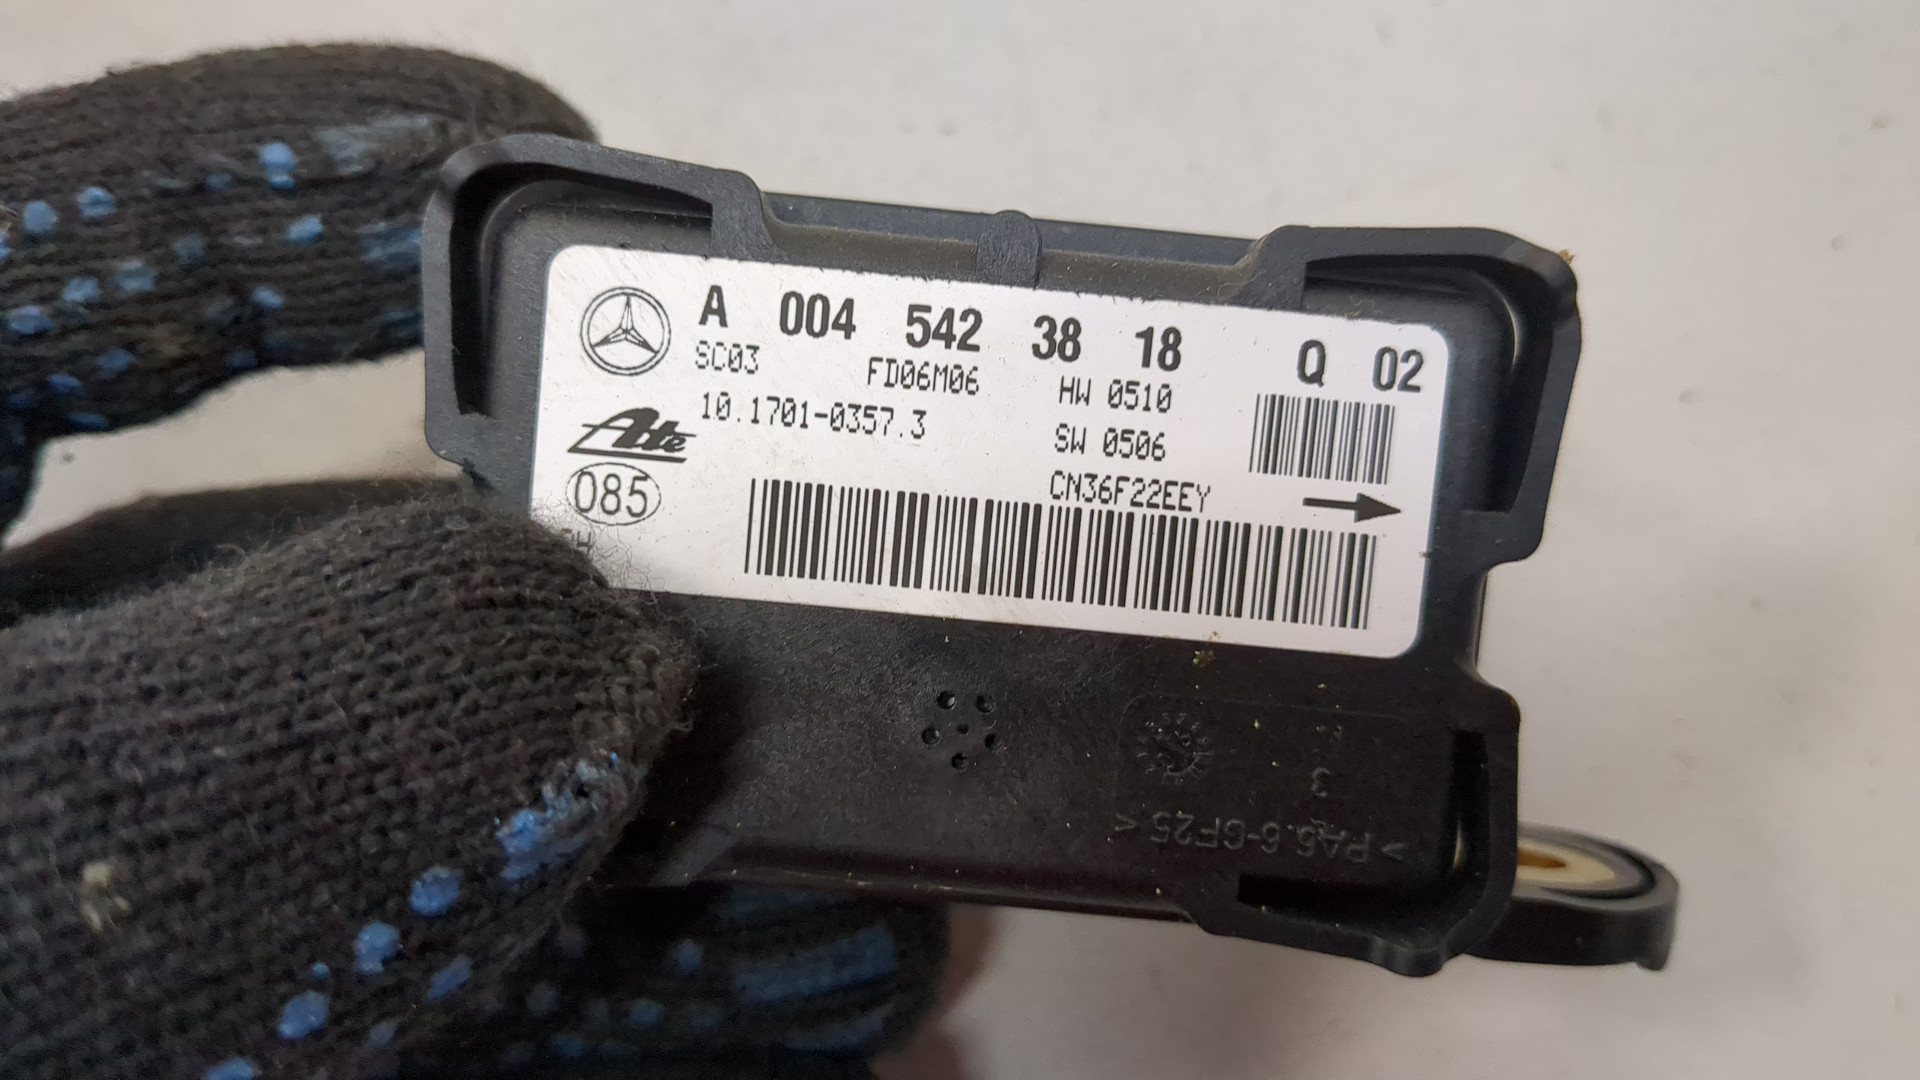 A 004 542 38 18 Q 02
SC03 FD06M06 HW 0510
10.1701-0357.3 SW 0506
Ate
085 CN36F22EEY
>PA6.6-GF25<
3